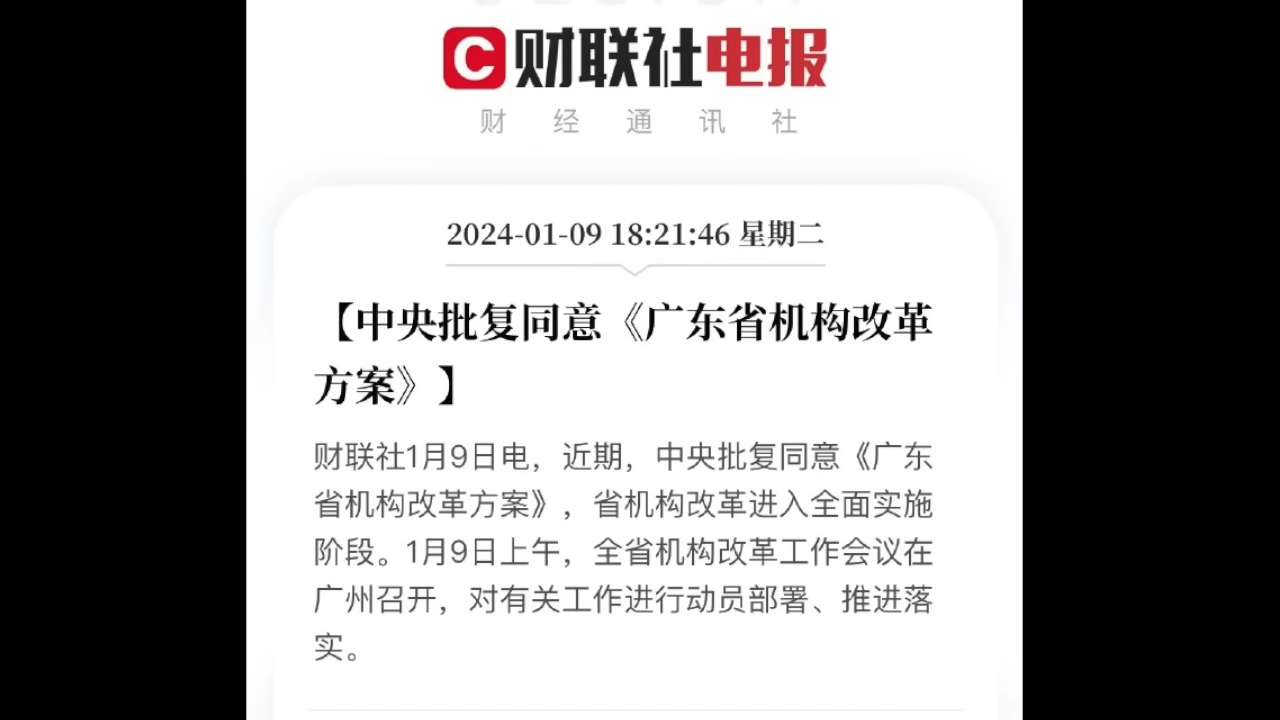 C财联社电报
财经通讯社
2024-01-09 18:21:46 星期二
【中央批复同意《广东省机构改革
方案》】
财联社1月9日电，近期，中央批复同意《广东
省机构改革方案》，省机构改革进入全面实施
阶段。1月9日上午，全省机构改革工作会议在
广州召开，对有关工作进行动员部署、推进落
实。